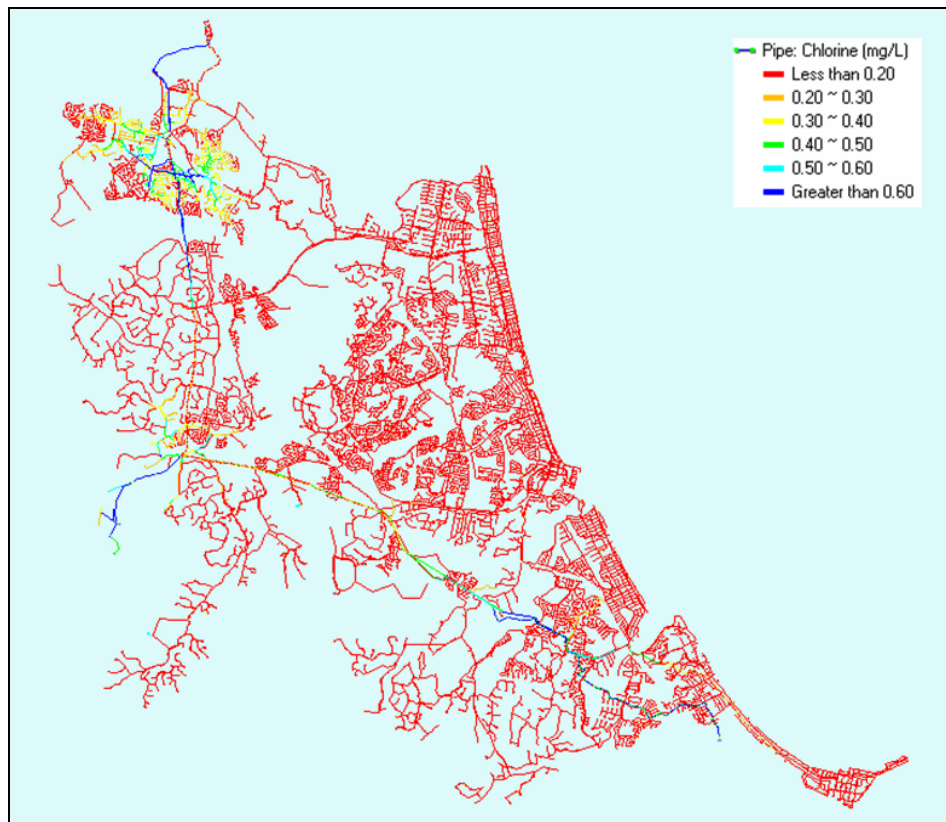 Pipe: Chlorine (mg/L)
Less than 0.20
0.20 ~ 0.30
0.30 ~ 0.40
0.40 ~ 0.50
0.50 ~ 0.60
Greater than 0.60